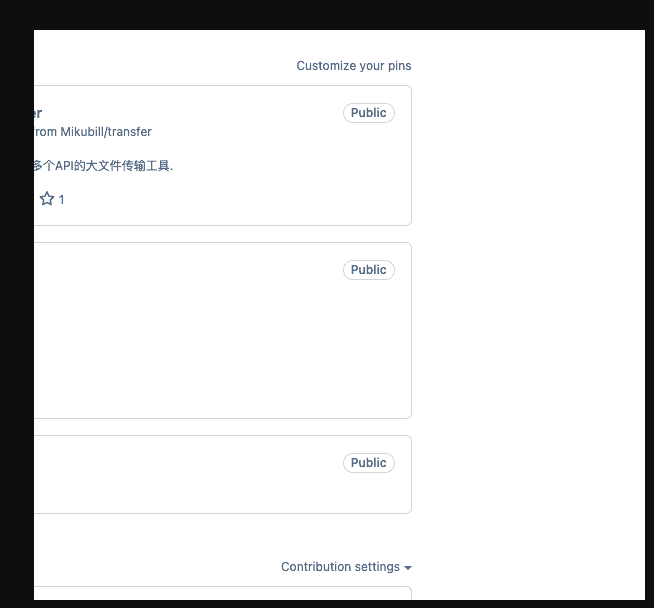 Customize your pins
er
Public
from Mikubill/transfer
多个API的大文件传输工具.
1
Public
Public
Contribution settings